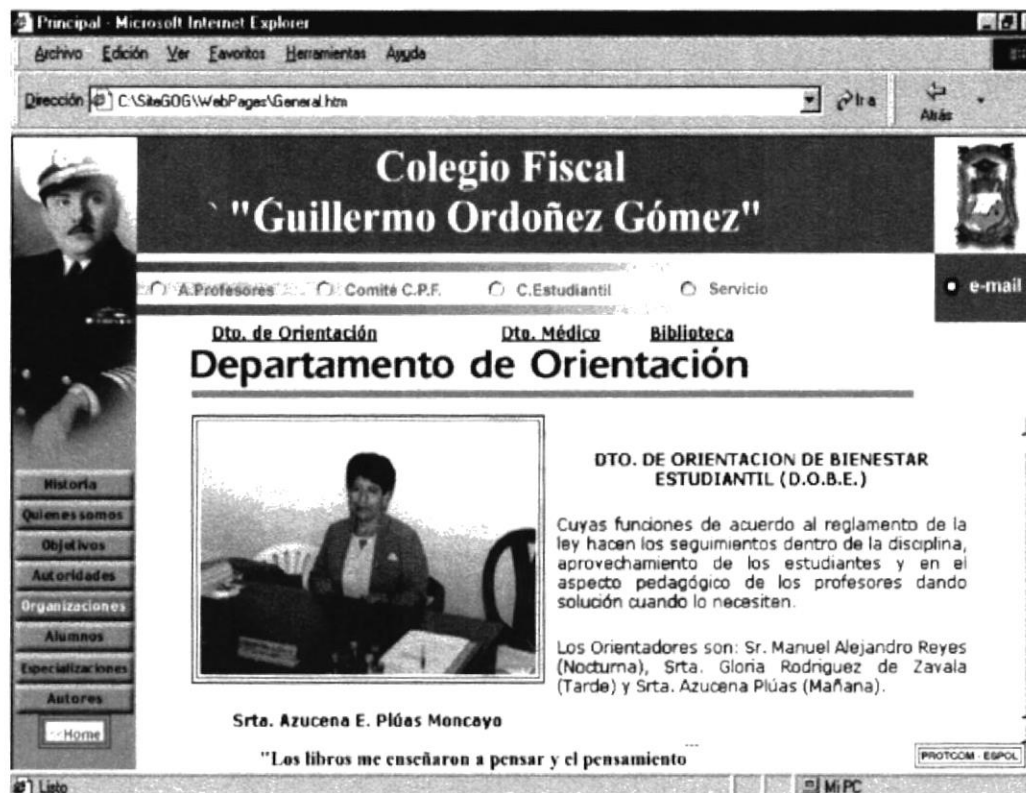 Principal - Microsoft Internet Explorer
Archivo Edición Ver Favoritos Herramientas Ayuda
Dirección C:\SiteGOG\WebPages\General.htm Ir a Atrás
Colegio Fiscal
"Guillermo Ordoñez Gómez"
A.Profesores Comité C.P.F. C.Estudiantil Servicio e-mail
Dto. de Orientación Dto. Médico Biblioteca
Departamento de Orientación
DTO. DE ORIENTACION DE BIENESTAR
ESTUDIANTIL (D.O.B.E.)
Cuyas funciones de acuerdo al reglamento de la
ley hacen los seguimientos dentro de la disciplina,
aprovechamiento de los estudiantes y en el
aspecto pedagógico de los profesores dando
solución cuando lo necesiten.
Los Orientadores son: Sr. Manuel Alejandro Reyes
(Nocturna), Srta. Gloria Rodriguez de Zavala
(Tarde) y Srta. Azucena Plúas (Mañana).
Historia
Quienes somos
Objetivos
Autoridades
Organizaciones
Alumnos
Especializaciones
Autores
Home
Srta. Azucena E. Plúas Moncayo
"Los libros me enseñaron a pensar y el pensamiento
PROTCOM - ESPOL
Listo Mi PC